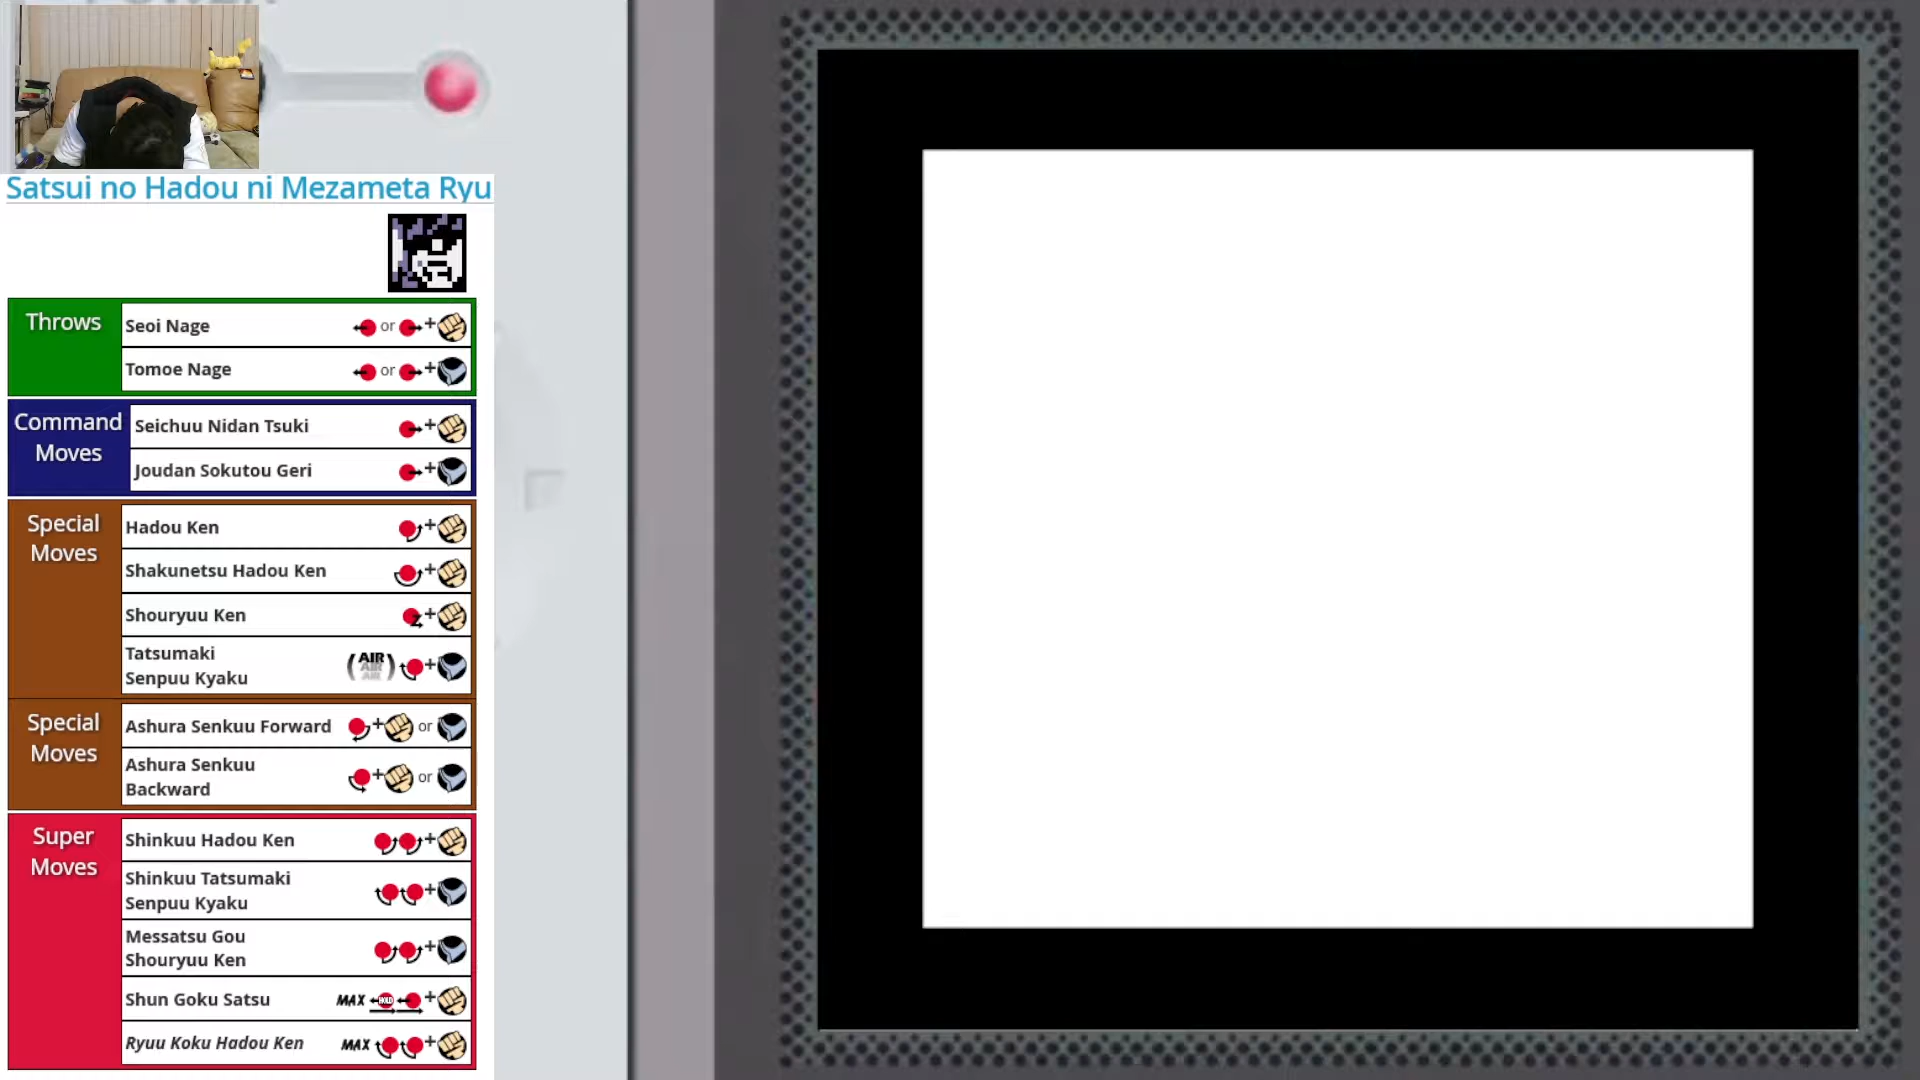 Satsui no Hadou ni Mezameta Ryu
Throws
Seoi Nage
or
+
Tomoe Nage
or
+
Command
Moves
Seichuu Nidan Tsuki
+
Joudan Sokutou Geri
+
Special
Moves
Hadou Ken
+
Shakunetsu Hadou Ken
+
Shouryuu Ken
+
Tatsumaki
Senpuu Kyaku
(AIR)
+
Special
Moves
Ashura Senkuu Forward
+ or
Ashura Senkuu
Backward
+ or
Super
Moves
Shinkuu Hadou Ken
+
Shinkuu Tatsumaki
Senpuu Kyaku
+
Messatsu Gou
Shouryuu Ken
+
Shun Goku Satsu
MAX HOLD +
Ryuu Koku Hadou Ken
MAX +